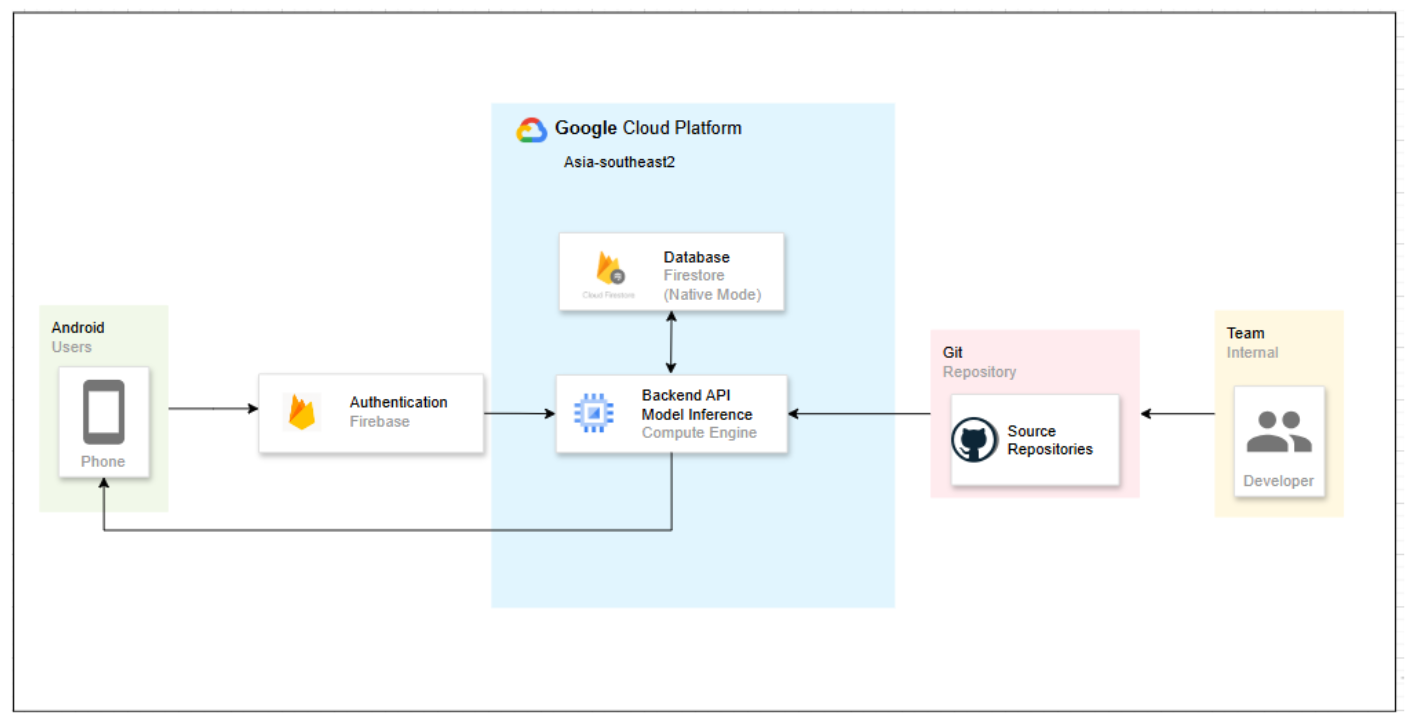 Google Cloud Platform
Asia-southeast2
Database
Firestore
(Native Mode)
Cloud Firestore
Android
Users
Phone
Authentication
Firebase
Backend API
Model Inference
Compute Engine
Git
Repository
Source
Repositories
Team
Internal
Developer